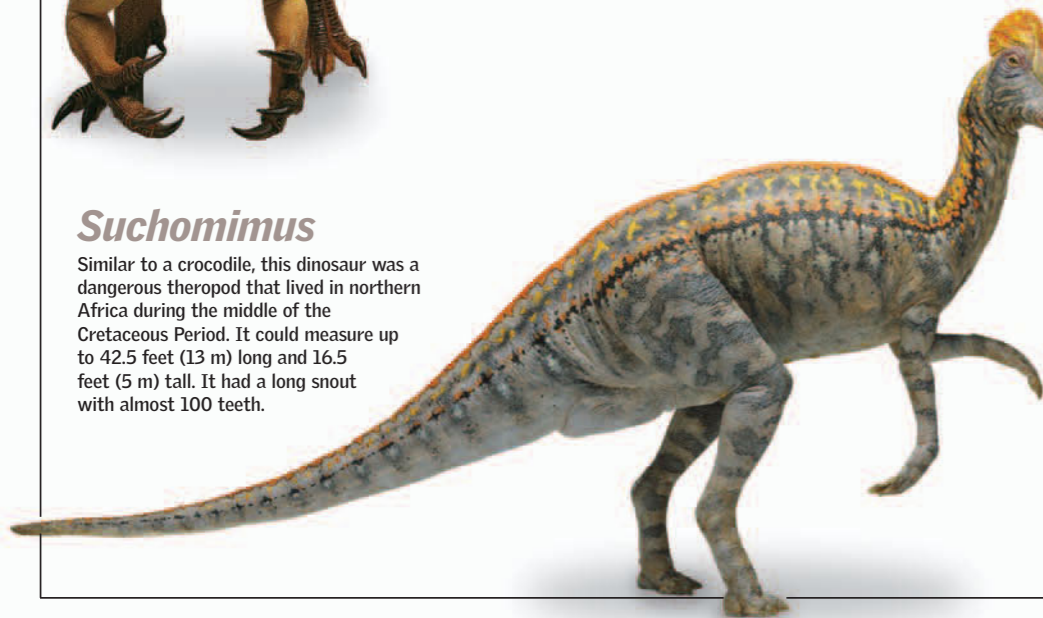 Suchomimus
Similar to a crocodile, this dinosaur was a
dangerous theropod that lived in northern
Africa during the middle of the
Cretaceous Period. It could measure up
to 42.5 feet (13 m) long and 16.5
feet (5 m) tall. It had a long snout
with almost 100 teeth.